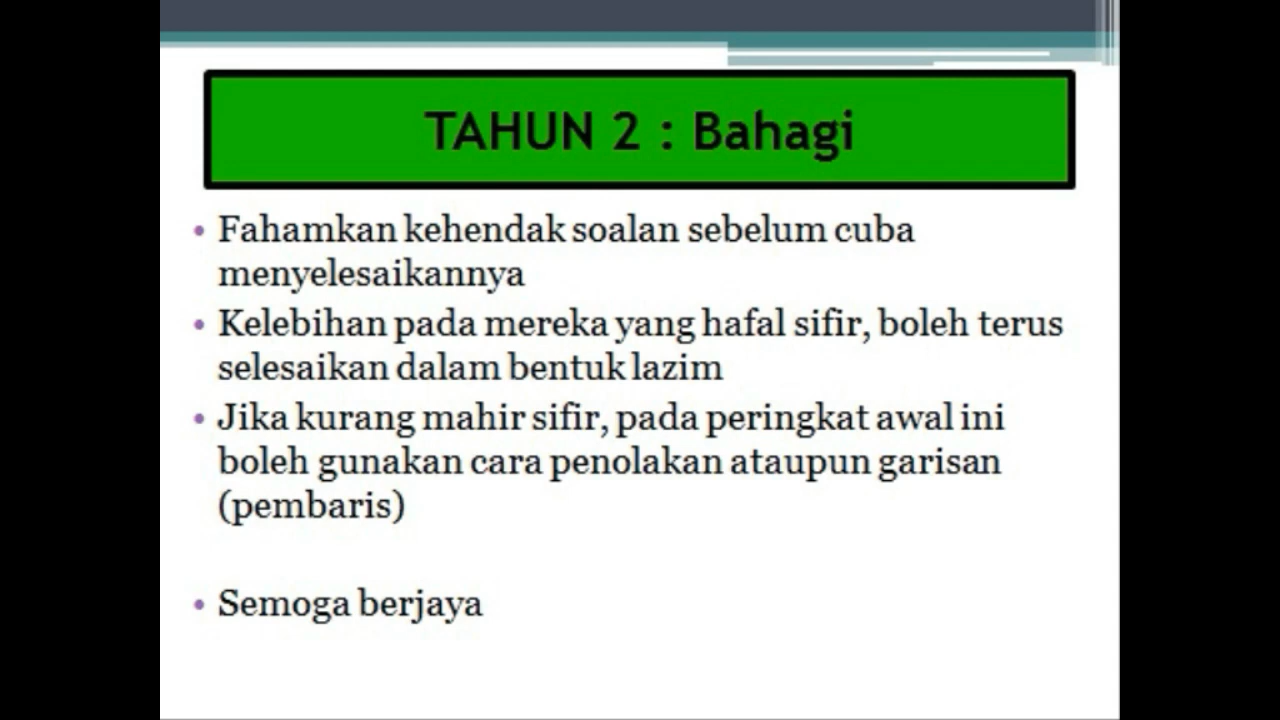 TAHUN 2 : Bahagi
• Fahamkan kehendak soalan sebelum cuba
menyelesaikannya
• Kelebihan pada mereka yang hafal sifir, boleh terus
selesaikan dalam bentuk lazim
• Jika kurang mahir sifir, pada peringkat awal ini
boleh gunakan cara penolakan ataupun garisan
(pembaris)
• Semoga berjaya